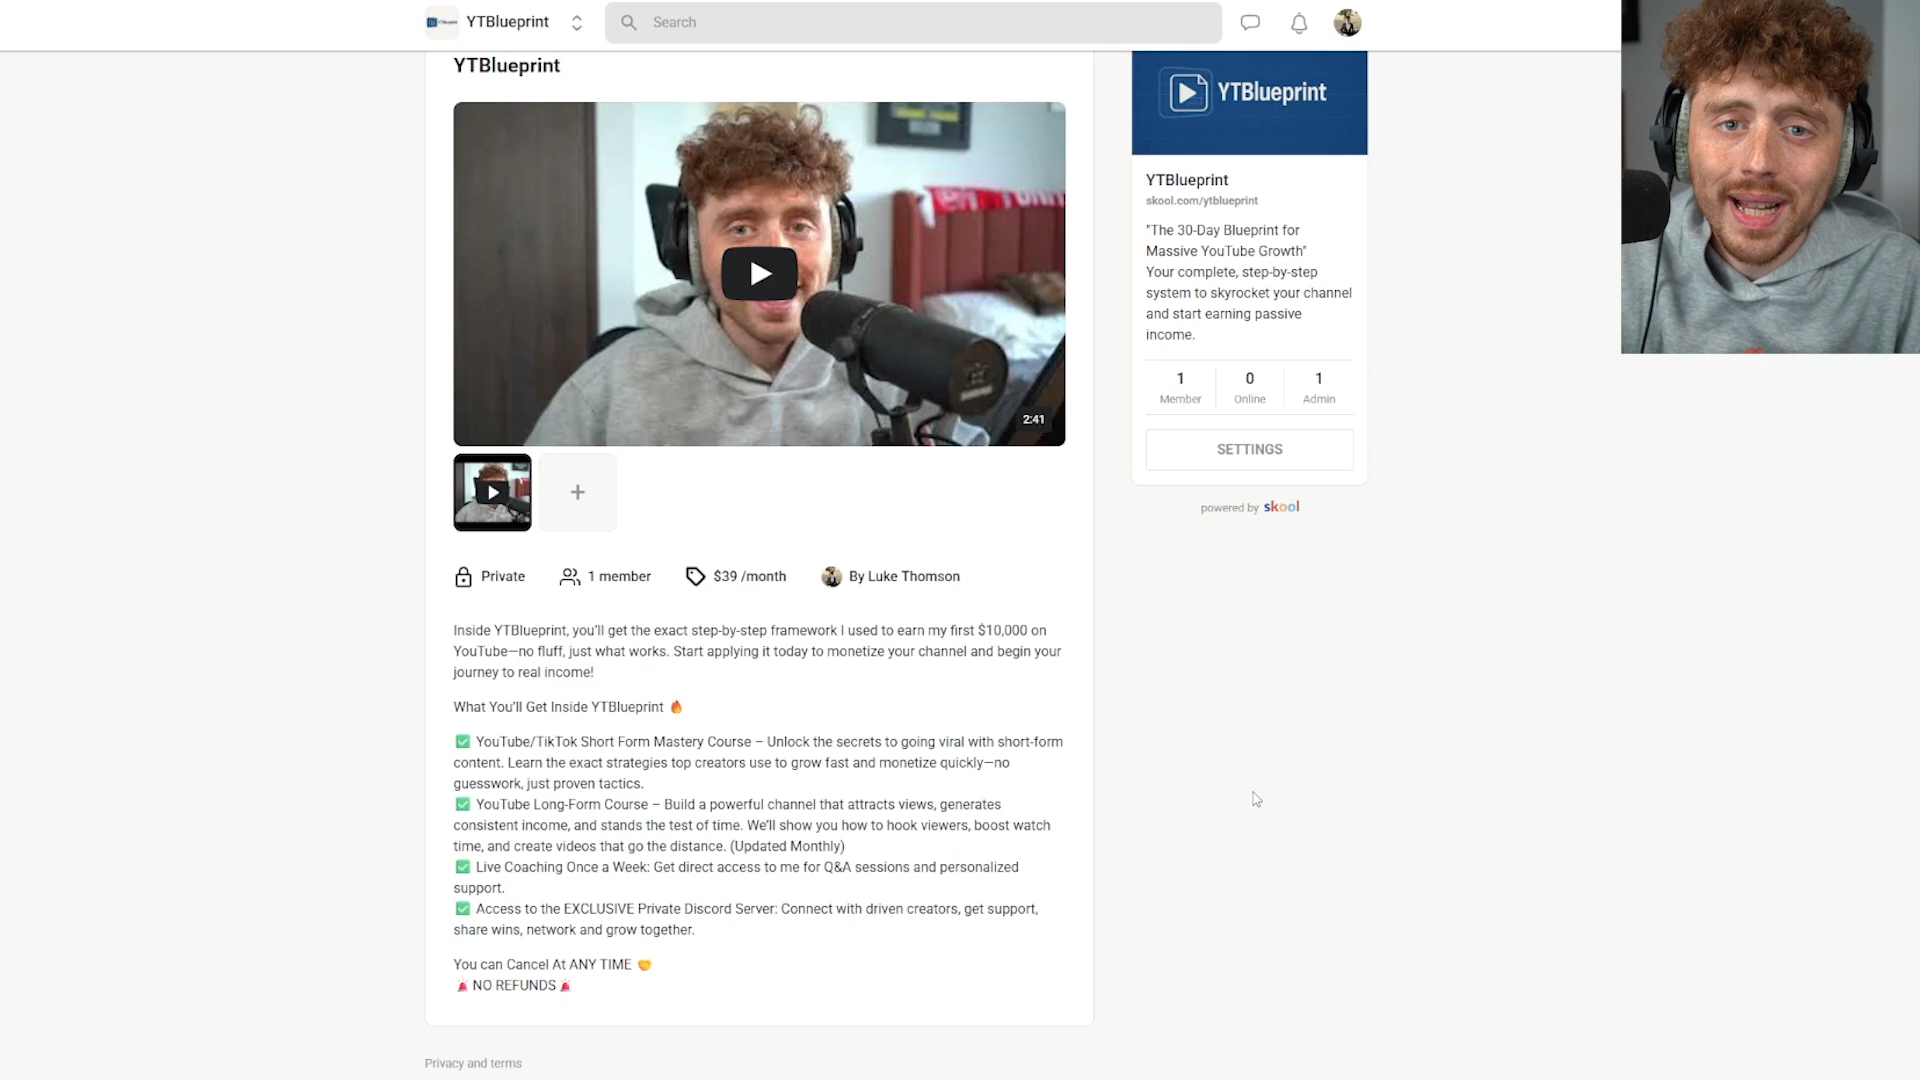 YTBlueprint
Search
YTBlueprint
2:41
Private
1 member
$39 /month
By Luke Thomson
Inside YTBlueprint, you'll get the exact step-by-step framework I used to earn my first $10,000 on
YouTube—no fluff, just what works. Start applying it today to monetize your channel and begin your
journey to real income!
What You'll Get Inside YTBlueprint 🔥
✅ YouTube/TikTok Short Form Mastery Course – Unlock the secrets to going viral with short-form
content. Learn the exact strategies top creators use to grow fast and monetize quickly—no
guesswork, just proven tactics.
✅ YouTube Long-Form Course – Build a powerful channel that attracts views, generates
consistent income, and stands the test of time. We'll show you how to hook viewers, boost watch
time, and create videos that go the distance. (Updated Monthly)
✅ Live Coaching Once a Week: Get direct access to me for Q&A sessions and personalized
support.
✅ Access to the EXCLUSIVE Private Discord Server: Connect with driven creators, get support,
share wins, network and grow together.
You can Cancel At ANY TIME 🤝
🚨 NO REFUNDS 🚨
Privacy and terms
YTBlueprint
YTBlueprint
skool.com/ytblueprint
"The 30-Day Blueprint for
Massive YouTube Growth"
Your complete, step-by-step
system to skyrocket your channel
and start earning passive
income.
1
Member
0
Online
1
Admin
SETTINGS
powered by skool